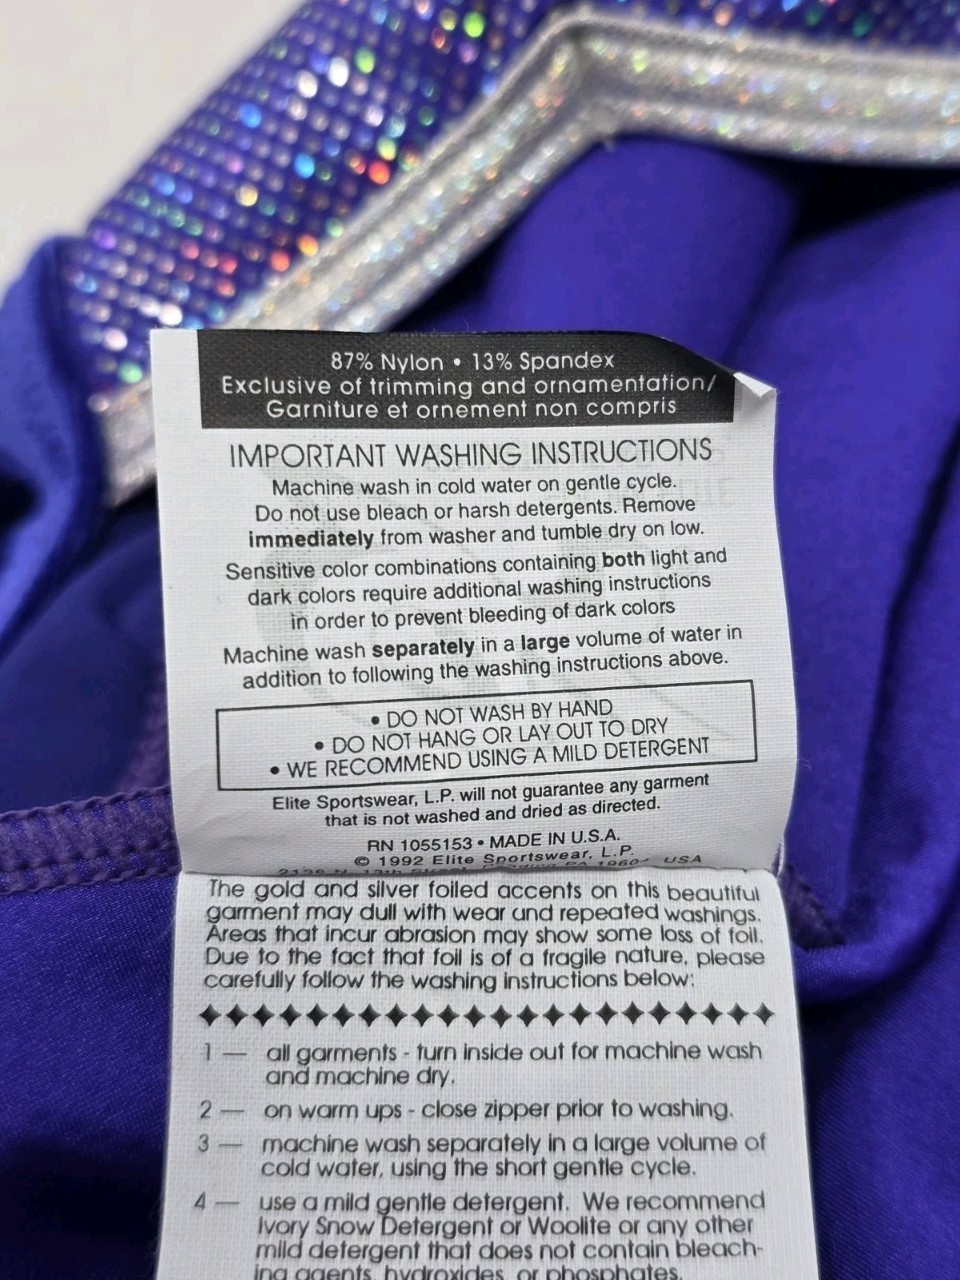 87% Nylon • 13% Spandex
Exclusive of trimming and ornamentation/
Garniture et ornement non compris
IMPORTANT WASHING INSTRUCTIONS
Machine wash in cold water on gentle cycle.
Do not use bleach or harsh detergents. Remove
immediately from washer and tumble dry on low.
Sensitive color combinations containing both light and
dark colors require additional washing instructions
in order to prevent bleeding of dark colors
Machine wash separately in a large volume of water in
addition to following the washing instructions above.
• DO NOT WASH BY HAND
• DO NOT HANG OR LAY OUT TO DRY
• WE RECOMMEND USING A MILD DETERGENT
Elite Sportswear, L.P. will not guarantee any garment
that is not washed and dried as directed.
RN 1055153 • MADE IN U.S.A.
© 1992 Elite Sportswear, L.P.
2136 N. 13th Street, Reading PA USA
The gold and silver foiled accents on this beautiful
garment may dull with wear and repeated washings.
Areas that incur abrasion may show some loss of foil.
Due to the fact that foil is of a fragile nature, please
carefully follow the washing instructions below:
1 — all garments - turn inside out for machine wash
and machine dry.
2 — on warm ups - close zipper prior to washing.
3 — machine wash separately in a large volume of
cold water, using the short gentle cycle.
4 — use a mild gentle detergent. We recommend
Ivory Snow Detergent or Woolite or any other
mild detergent that does not contain bleach-
ing agents, hydroxides, or phosphates.